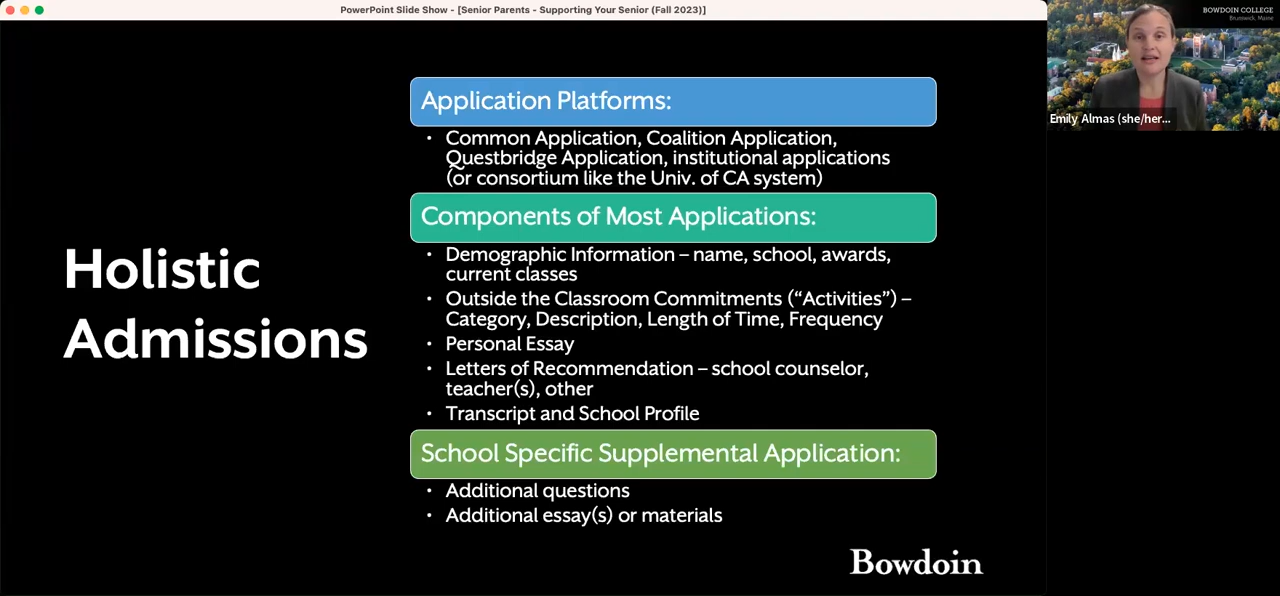 PowerPoint Slide Show - [Senior Parents - Supporting Your Senior (Fall 2023)]
BOWDOIN COLLEGE
Brunswick, Maine
Emily Almas (she/her...
Holistic
Admissions
Application Platforms:
• Common Application, Coalition Application,
Questbridge Application, institutional applications
(or consortium like the Univ. of CA system)
Components of Most Applications:
• Demographic Information – name, school, awards,
current classes
• Outside the Classroom Commitments (“Activities”) –
Category, Description, Length of Time, Frequency
• Personal Essay
• Letters of Recommendation – school counselor,
teacher(s), other
• Transcript and School Profile
School Specific Supplemental Application:
• Additional questions
• Additional essay(s) or materials
Bowdoin